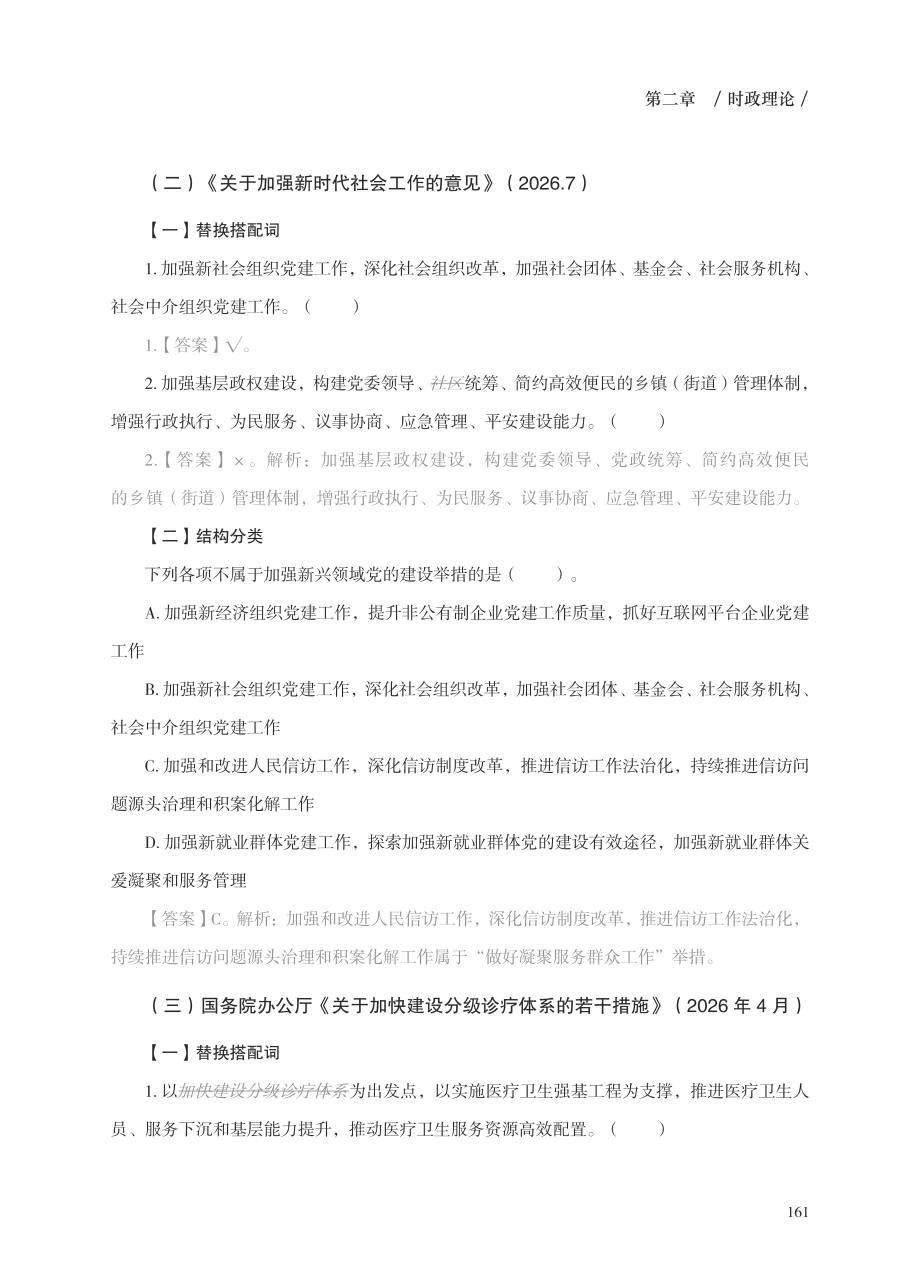 第二章 / 时政理论 /
（二）《关于加强新时代社会工作的意见》（2026.7）
【一】替换搭配词
1. 加强新社会组织党建工作，深化社会组织改革，加强社会团体、基金会、社会服务机构、
社会中介组织党建工作。（　　）
1.【答案】√。
2. 加强基层政权建设，构建党委领导、社区统筹、简约高效便民的乡镇（街道）管理体制，
增强行政执行、为民服务、议事协商、应急管理、平安建设能力。（　　）
2.【答案】×。解析：加强基层政权建设，构建党委领导、党政统筹、简约高效便民
的乡镇（街道）管理体制，增强行政执行、为民服务、议事协商、应急管理、平安建设能力。
【二】结构分类
下列各项不属于加强新兴领域党的建设举措的是（　　）。
A. 加强新经济组织党建工作，提升非公有制企业党建工作质量，抓好互联网平台企业党建
工作
B. 加强新社会组织党建工作，深化社会组织改革，加强社会团体、基金会、社会服务机构、
社会中介组织党建工作
C. 加强和改进人民信访工作，深化信访制度改革，推进信访工作法治化，持续推进信访问
题源头治理和积案化解工作
D. 加强新就业群体党建工作，探索加强新就业群体党的建设有效途径，加强新就业群体关
爱凝聚和服务管理
【答案】C。解析：加强和改进人民信访工作，深化信访制度改革，推进信访工作法治化，
持续推进信访问题源头治理和积案化解工作属于“做好凝聚服务群众工作”举措。
（三）国务院办公厅《关于加快建设分级诊疗体系的若干措施》（2026 年 4 月）
【一】替换搭配词
1. 以加快建设分级诊疗体系为出发点，以实施医疗卫生强基工程为支撑，推进医疗卫生人
员、服务下沉和基层能力提升，推动医疗卫生服务资源高效配置。（　　）
161